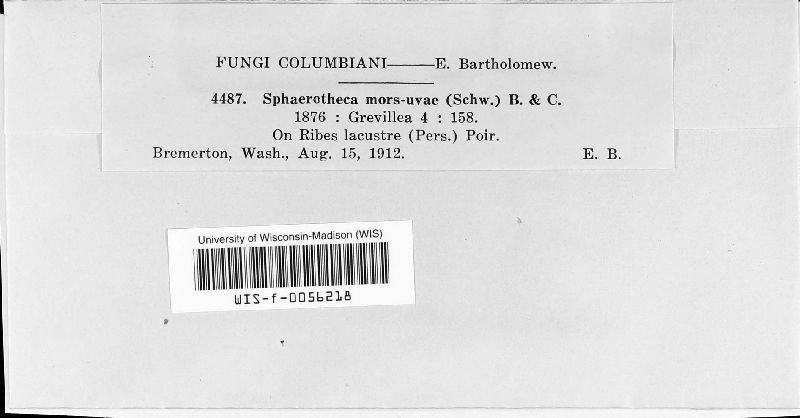 FUNGI COLUMBIANI——E. Bartholomew.
4487. Sphaerotheca mors-uvae (Schw.) B. & C.
1876 : Grevillea 4 : 158.
On Ribes lacustre (Pers.) Poir.
Bremerton, Wash., Aug. 15, 1912. E. B.
University of Wisconsin-Madison (WIS)
WIS-f-0056218